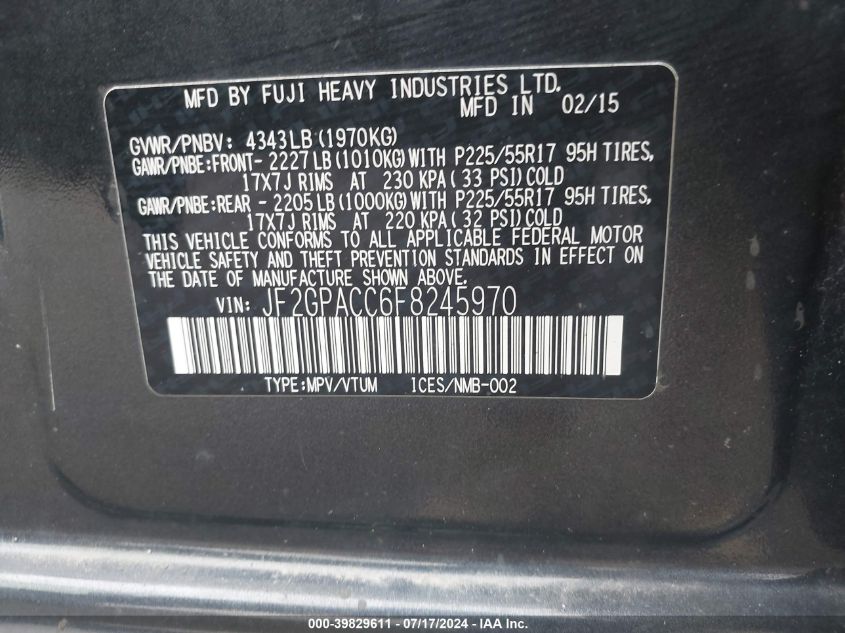 MFD BY FUJI HEAVY INDUSTRIES LTD.
MFD IN 02/15
GVWR/PNBV: 4343LB (1970KG)
GAWR/PNBE:FRONT- 2227 LB (1010KG) WITH P225/55R17 95H TIRES,
17X7J RIMS AT 230 KPA ( 33 PSI) COLD
GAWR/PNBE:REAR - 2205 LB (1000KG) WITH P225/55R17 95H TIRES,
17X7J RIMS AT 220 KPA ( 32 PSI) COLD
THIS VEHICLE CONFORMS TO ALL APPLICABLE FEDERAL MOTOR
VEHICLE SAFETY AND THEFT PREVENTION STANDARDS IN EFFECT ON
THE DATE OF MANUFACTURE SHOWN ABOVE.
VIN: JF2GPACC6F8245970
TYPE:MPV/VTUM ICES/NMB-002
000-39829611 - 07/17/2024 - IAA Inc.